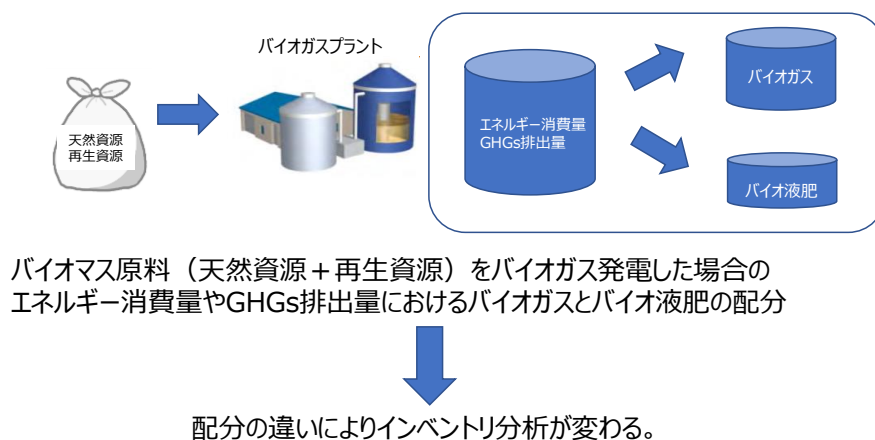 バイオガスプラント
天然資源
再生資源
エネルギー消費量
GHGs排出量
バイオガス
バイオ液肥
バイオマス原料（天然資源＋再生資源）をバイオガス発電した場合の
エネルギー消費量やGHGs排出量におけるバイオガスとバイオ液肥の配分
配分の違いによりインベントリ分析が変わる。